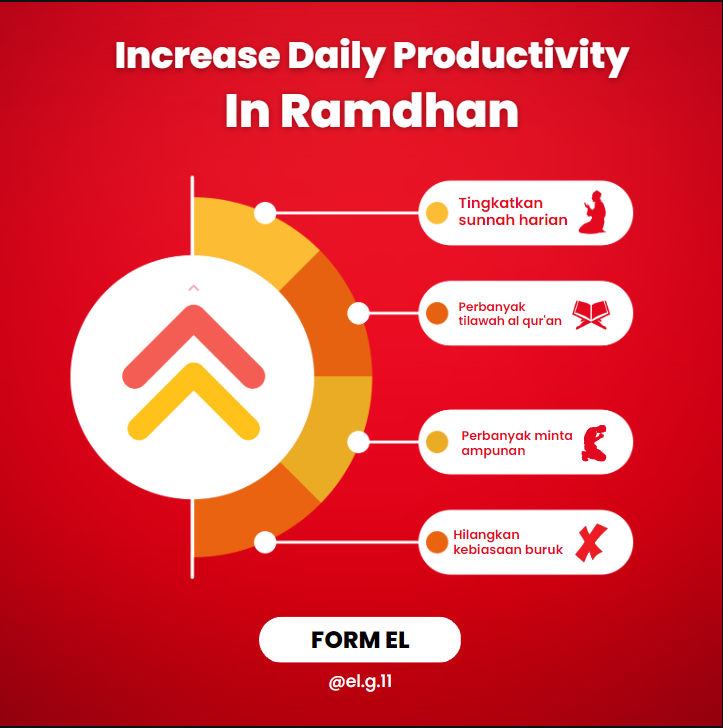 Increase Daily Productivity
In Ramdhan
Tingkatkan
sunnah harian
Perbanyak
tilawah al qur'an
Perbanyak minta
ampunan
Hilangkan
kebiasaan buruk
FORM EL
@el.g.11